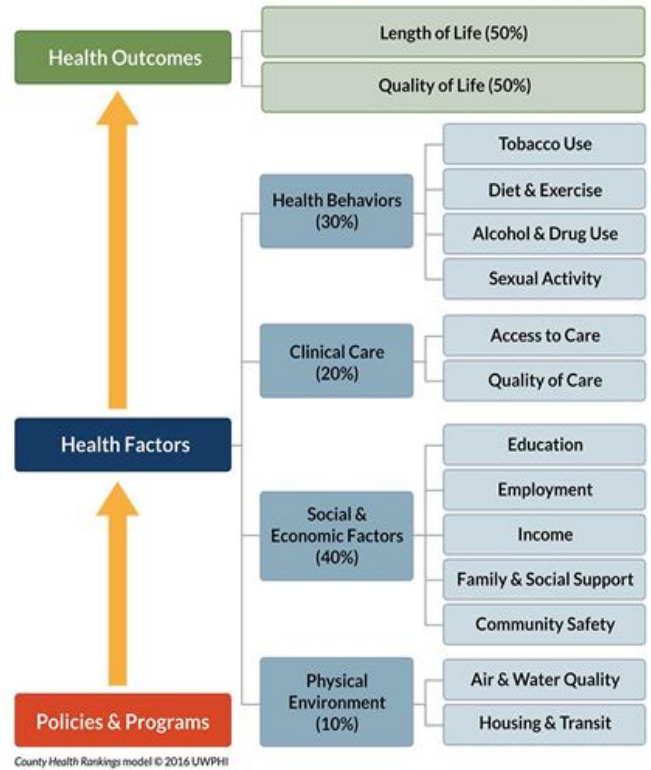 Health Outcomes
Length of Life (50%)
Quality of Life (50%)
Health Factors
Health Behaviors
(30%)
Tobacco Use
Diet & Exercise
Alcohol & Drug Use
Sexual Activity
Clinical Care
(20%)
Access to Care
Quality of Care
Social &
Economic Factors
(40%)
Education
Employment
Income
Family & Social Support
Community Safety
Physical
Environment
(10%)
Air & Water Quality
Housing & Transit
Policies & Programs
County Health Rankings model © 2016 UWPHI